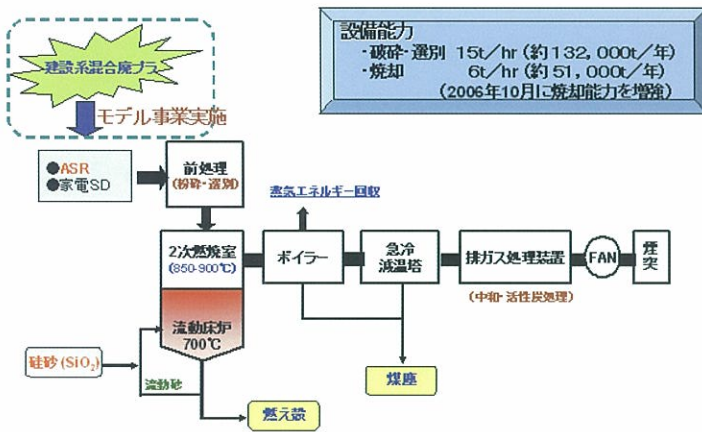 設備能力
・破砕・選別 15t/hr(約132,000t/年)
・焼却 6t/hr(約51,000t/年)
(2006年10月に焼却能力を増強)
建設系混合廃プラ
モデル事業実施
●ASR
●家電SD
前処理
(粉砕・選別)
蒸気エネルギー回収
2次燃焼室
(850-900℃)
ボイラー
急冷
減温塔
排ガス処理装置
FAN
煙突
(中和・活性炭処理)
流動床炉
700℃
硅砂(SiO₂)
流動砂
煤塵
燃え殻